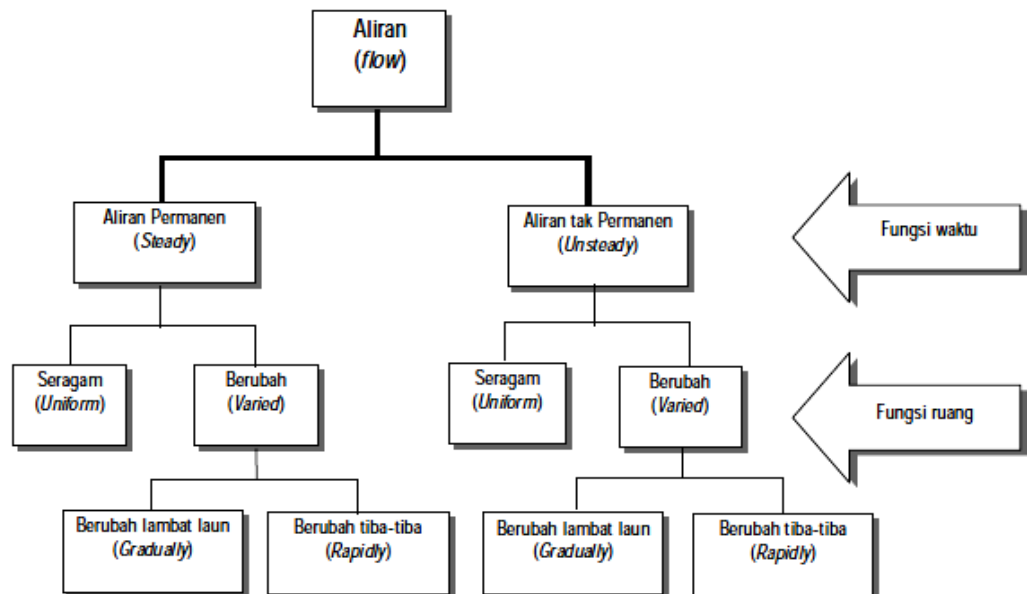 Aliran
(flow)
Aliran Permanen
(Steady)
Aliran tak Permanen
(Unsteady)
Fungsi waktu
Seragam
(Uniform)
Berubah
(Varied)
Seragam
(Uniform)
Berubah
(Varied)
Fungsi ruang
Berubah lambat laun
(Gradually)
Berubah tiba-tiba
(Rapidly)
Berubah lambat laun
(Gradually)
Berubah tiba-tiba
(Rapidly)